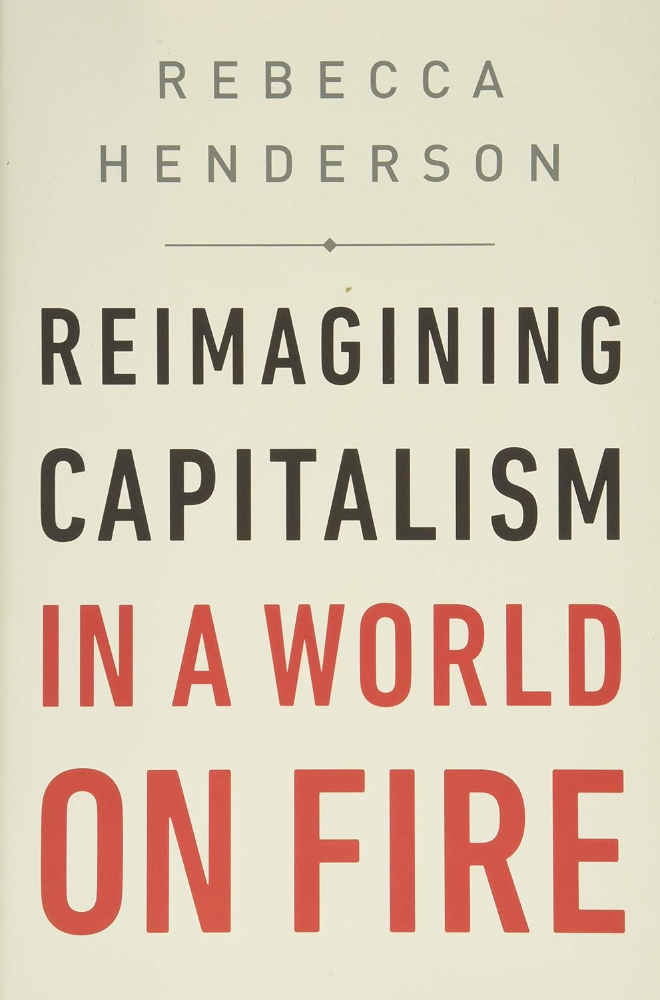 REBECCA
HENDERSON
REIMAGINING
CAPITALISM
IN A WORLD
ON FIRE